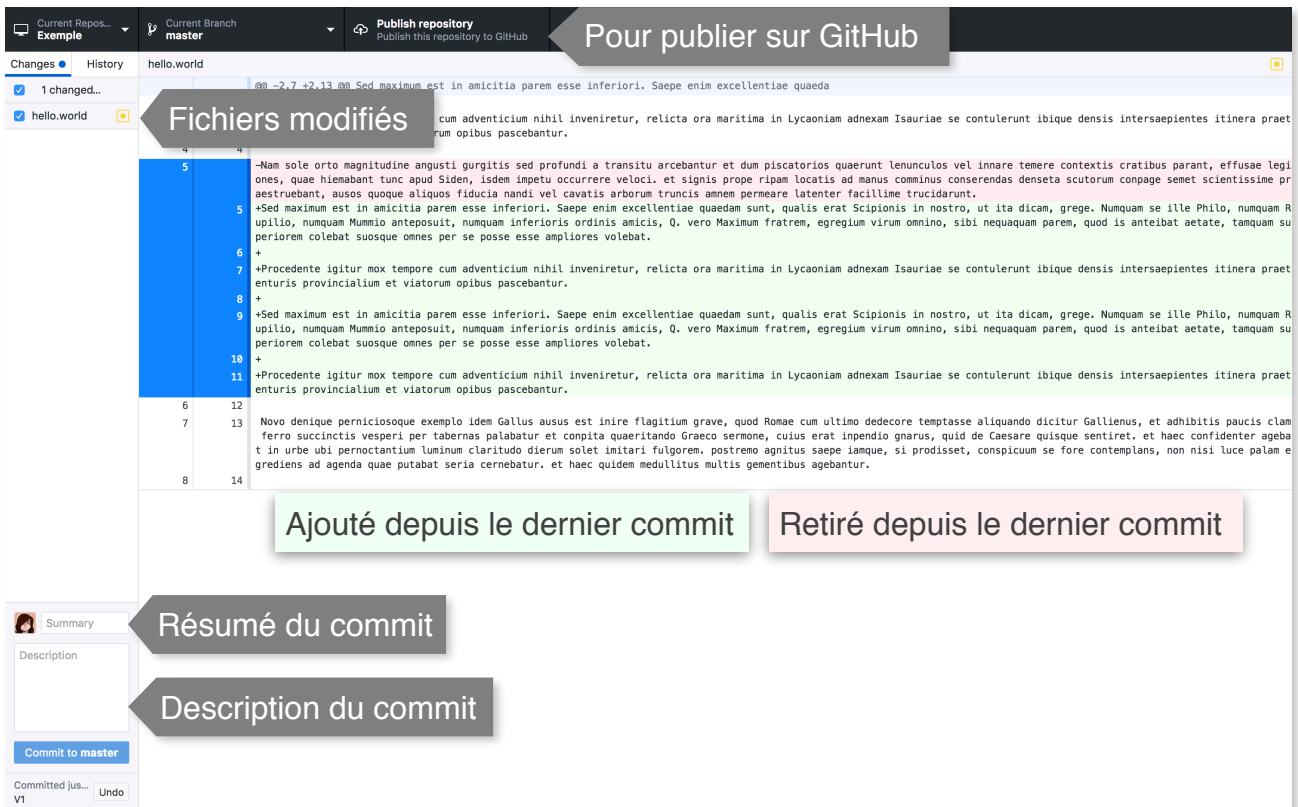 Current Repos...
Exemple
Current Branch
master
Publish repository
Publish this repository to GitHub
Pour publier sur GitHub
Changes
History
hello.world
1 changed...
hello.world
Fichiers modifiés
@@ -2,7 +2,13 @@ Sed maximum est in amicitia parem esse inferiori. Saepe enim excellentiae quaeda
cum adventicium nihil inveniretur, relicta ora maritima in Lycaoniam adnexam Isauriae se contulerunt ibique densis intersaepientes itinera praet
rum opibus pascebantur.
4 4
5 -Nam sole orto magnitudine angusti gurgitis sed profundi a transitu arcebantur et dum piscatorios quaerunt lenunculos vel innare temere contextis cratibus parant, effusae legi
ones, quae hiemabant tunc apud Siden, isdem impetu occurrere veloci. et signis prope ripam locatis ad manus comminus conserendas denseta scutorum conpage semet scientissime pr
aestruebant, ausos quoque aliquos fiducia nandi vel cavatis arborum truncis amnem permeare latenter facillime trucidarunt.
5 +Sed maximum est in amicitia parem esse inferiori. Saepe enim excellentiae quaedam sunt, qualis erat Scipionis in nostro, ut ita dicam, grege. Numquam se ille Philo, numquam R
upilio, numquam Mummio anteposuit, numquam inferioris ordinis amicis, Q. vero Maximum fratrem, egregium virum omnino, sibi nequaquam parem, quod is anteibat aetate, tamquam su
periorem colebat suosque omnes per se posse esse ampliores volebat.
6 +
7 +Procedente igitur mox tempore cum adventicium nihil inveniretur, relicta ora maritima in Lycaoniam adnexam Isauriae se contulerunt ibique densis intersaepientes itinera praet
enturis provincialium et viatorum opibus pascebantur.
8 +
9 +Sed maximum est in amicitia parem esse inferiori. Saepe enim excellentiae quaedam sunt, qualis erat Scipionis in nostro, ut ita dicam, grege. Numquam se ille Philo, numquam R
upilio, numquam Mummio anteposuit, numquam inferioris ordinis amicis, Q. vero Maximum fratrem, egregium virum omnino, sibi nequaquam parem, quod is anteibat aetate, tamquam su
periorem colebat suosque omnes per se posse esse ampliores volebat.
10 +
11 +Procedente igitur mox tempore cum adventicium nihil inveniretur, relicta ora maritima in Lycaoniam adnexam Isauriae se contulerunt ibique densis intersaepientes itinera praet
enturis provincialium et viatorum opibus pascebantur.
6 12
7 13 Novo denique perniciosoque exemplo idem Gallus ausus est inire flagitium grave, quod Romae cum ultimo dedecore temptasse aliquando dicitur Gallienus, et adhibitis paucis clam
ferro succinctis vesperi per tabernas palabatur et conpita quaeritando Graeco sermone, cuius erat inpendio gnarus, quid de Caesare quisque sentiret. et haec confidenter ageba
t in urbe ubi pernoctantium luminum claritudo dierum solet imitari fulgorem. postremo agnitus saepe iamque, si prodisset, conspicuum se fore contemplans, non nisi luce palam e
grediens ad agenda quae putabat seria cernebatur. et haec quidem medullitus multis gementibus agebantur.
8 14
Ajouté depuis le dernier commit
Retiré depuis le dernier commit
Summary
Résumé du commit
Description
Description du commit
Commit to master
Committed jus...
V1
Undo